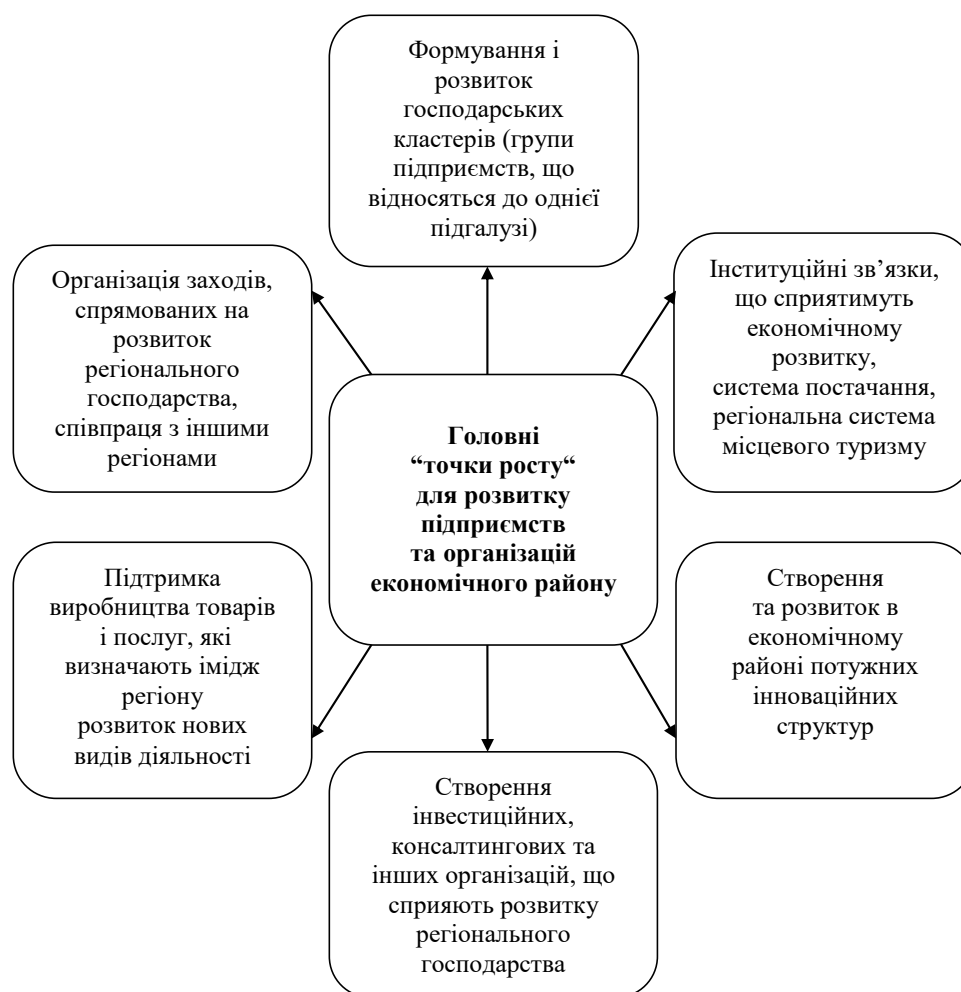 Формування і
розвиток
господарських
кластерів (групи
підприємств, що
відносяться до однієї
підгалузі)
Організація заходів,
спрямованих на
розвиток
регіонального
господарства,
співпраця з іншими
регіонами
Інституційні зв’язки,
що сприятимуть
економічному
розвитку,
система постачання,
регіональна система
місцевого туризму
Головні
“точки росту“
для розвитку
підприємств
та організацій
економічного району
Підтримка
виробництва товарів
і послуг, які
визначають імідж
регіону
розвиток нових
видів діяльності
Створення
та розвиток в
економічному
районі потужних
інноваційних
структур
Створення
інвестиційних,
консалтингових та
інших організацій, що
сприяють розвитку
регіонального
господарства